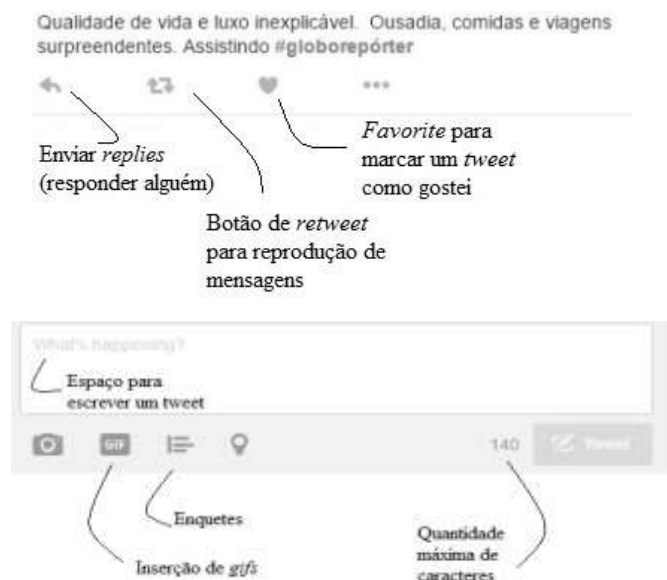 Qualidade de vida e luxo inexplicável. Ousadia, comidas e viagens
surpreendentes. Assistindo #globorepórter
Enviar replies
(responder alguém)
Favorite para
marcar um tweet
como gostei
Botão de retweet
para reprodução de
mensagens
What's happening?
Espaço para
escrever um tweet
GIF
140
Tweet
Enquetes
Inserção de gifs
Quantidade
máxima de
caracteres